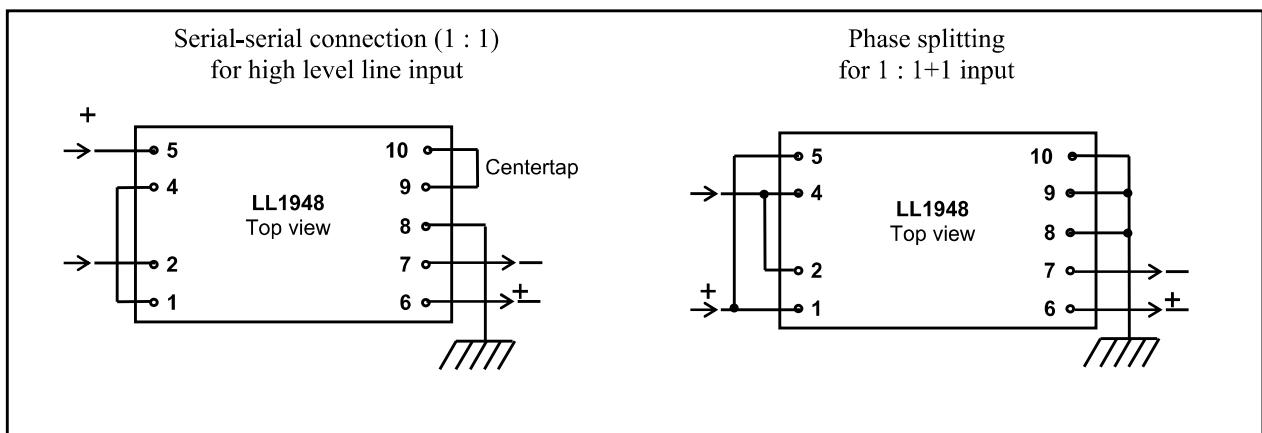 Serial-serial connection (1 : 1)
for high level line input
+
5
4
2
1
LL1948
Top view
10
9
8
7
6
Centertap
—
+
—
Phase splitting
for 1 : 1+1 input
5
4
2
+
1
LL1948
Top view
10
9
8
7
6
—
+
—